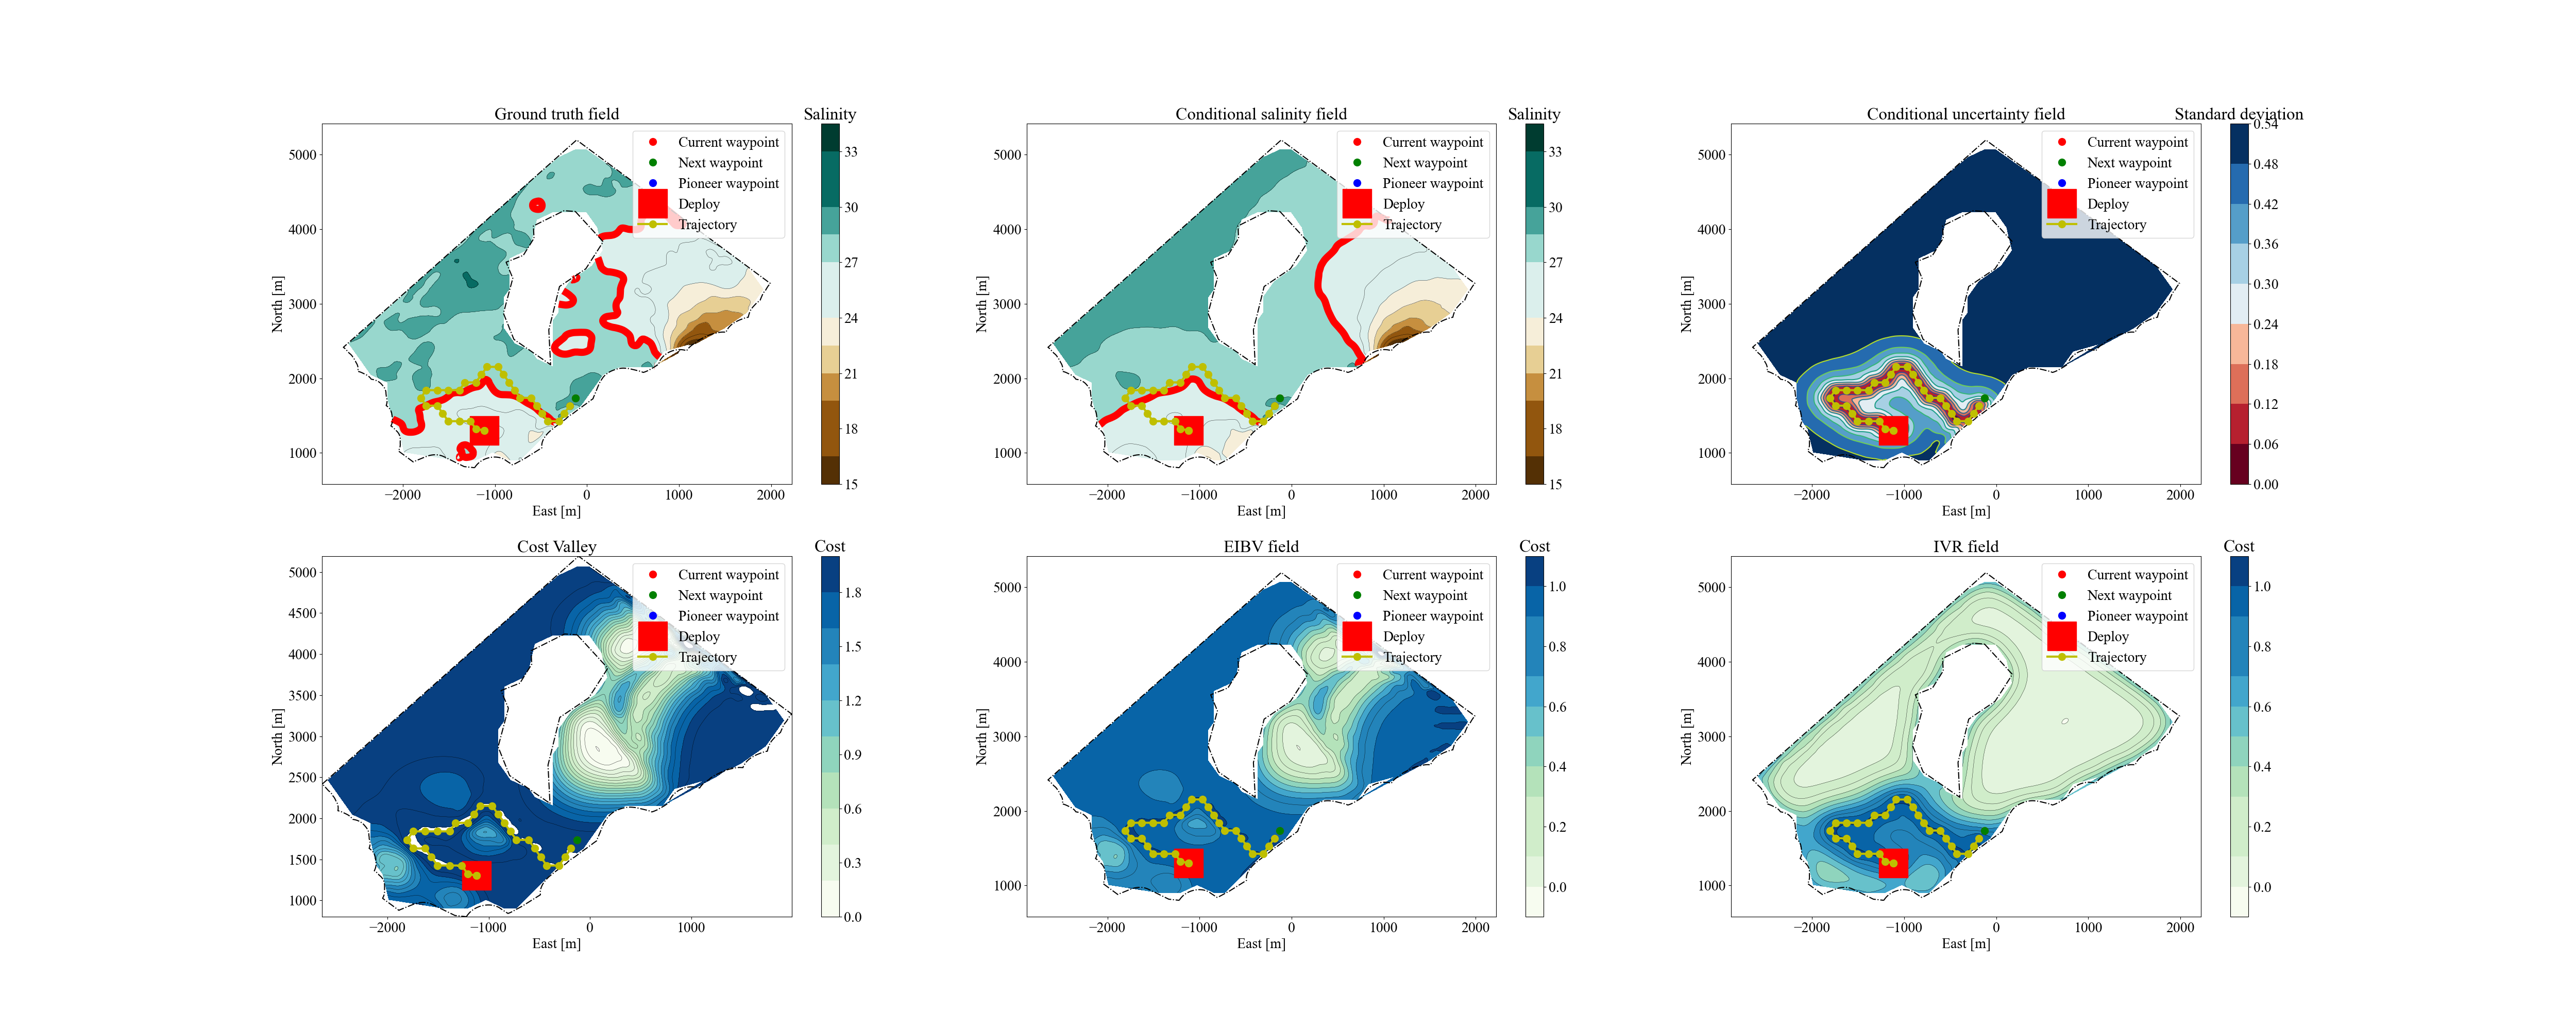 Ground truth field
Salinity
Current waypoint
Next waypoint
Pioneer waypoint
Deploy
Trajectory
North [m]
5000
4000
3000
2000
1000
−2000 −1000 0 1000 2000
East [m]
33
30
27
24
21
18
15
Conditional salinity field
Salinity
Current waypoint
Next waypoint
Pioneer waypoint
Deploy
Trajectory
North [m]
5000
4000
3000
2000
1000
−2000 −1000 0 1000 2000
East [m]
33
30
27
24
21
18
15
Conditional uncertainty field
Standard deviation
Current waypoint
Next waypoint
Pioneer waypoint
Deploy
Trajectory
North [m]
5000
4000
3000
2000
1000
−2000 −1000 0 1000 2000
East [m]
0.54
0.48
0.42
0.36
0.30
0.24
0.18
0.12
0.06
0.00
Cost Valley
Cost
Current waypoint
Next waypoint
Pioneer waypoint
Deploy
Trajectory
North [m]
5000
4500
4000
3500
3000
2500
2000
1500
1000
−2000 −1000 0 1000
East [m]
1.8
1.5
1.2
0.9
0.6
0.3
0.0
EIBV field
Cost
Current waypoint
Next waypoint
Pioneer waypoint
Deploy
Trajectory
North [m]
5000
4000
3000
2000
1000
−2000 −1000 0 1000 2000
East [m]
1.0
0.8
0.6
0.4
0.2
0.0
IVR field
Cost
Current waypoint
Next waypoint
Pioneer waypoint
Deploy
Trajectory
North [m]
5000
4000
3000
2000
1000
−2000 −1000 0 1000 2000
East [m]
1.0
0.8
0.6
0.4
0.2
0.0